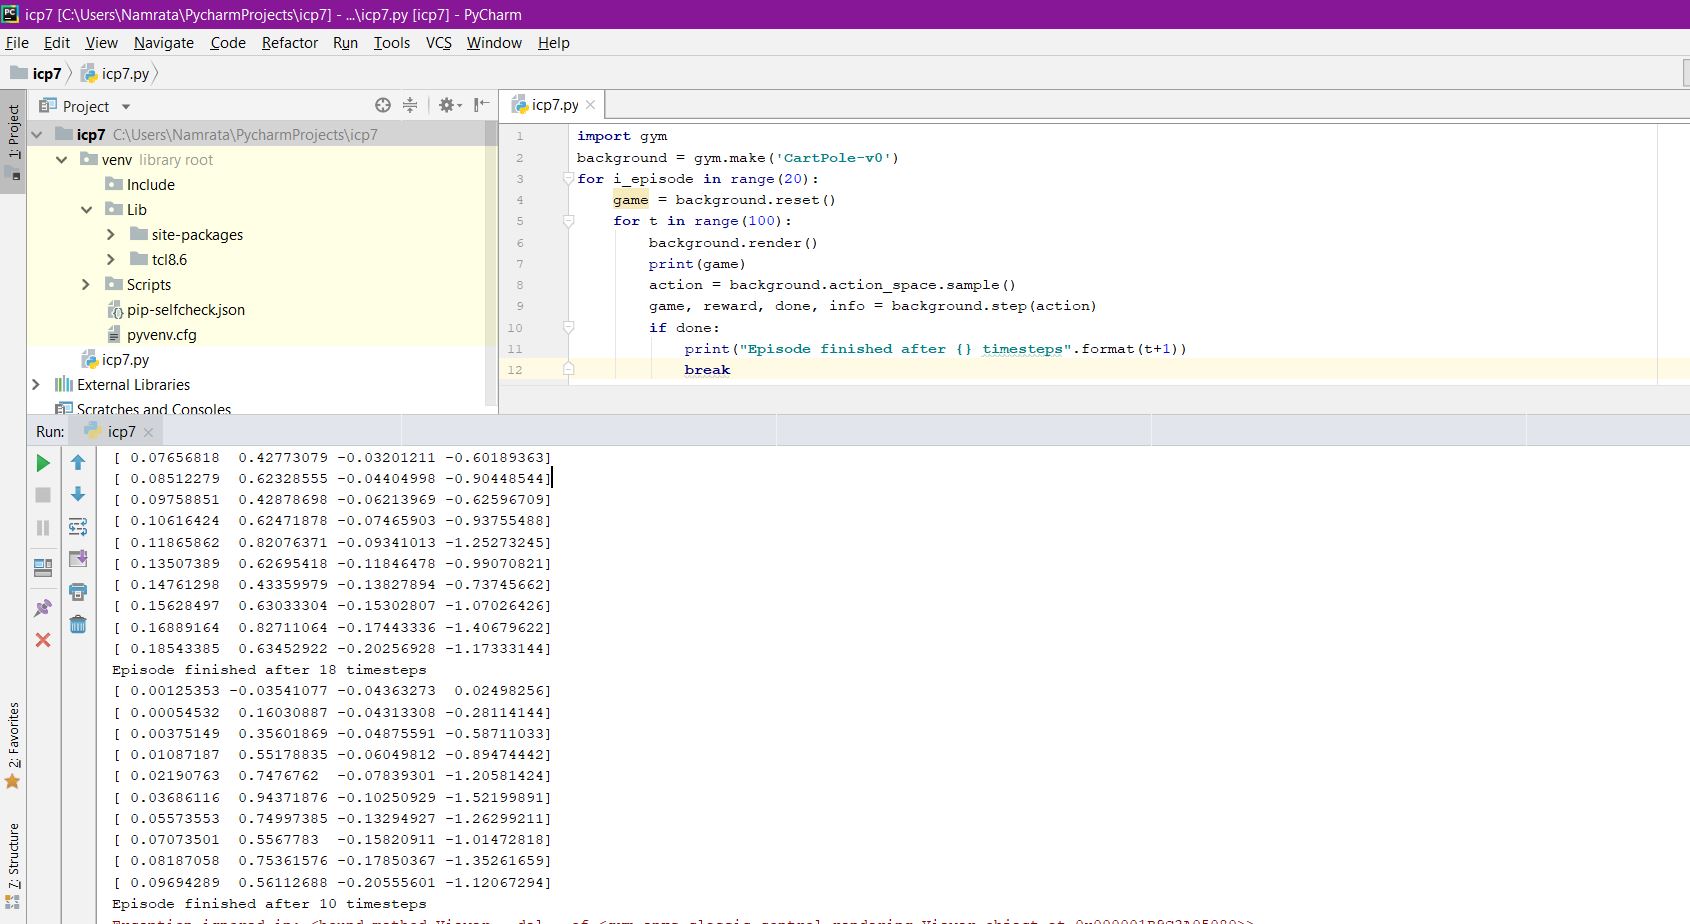 icp7 [C:\Users\Namrata\PycharmProjects\icp7] - ...\icp7.py [icp7] - PyCharm
File Edit View Navigate Code Refactor Run Tools VCS Window Help
icp7 icp7.py
1: Project
Project
icp7 C:\Users\Namrata\PycharmProjects\icp7
venv library root
Include
Lib
site-packages
tcl8.6
Scripts
pip-selfcheck.json
pyvenv.cfg
icp7.py
External Libraries
Scratches and Consoles
icp7.py
1 import gym
2 background = gym.make('CartPole-v0')
3 for i_episode in range(20):
4 game = background.reset()
5 for t in range(100):
6 background.render()
7 print(game)
8 action = background.action_space.sample()
9 game, reward, done, info = background.step(action)
10 if done:
11 print("Episode finished after {} timesteps".format(t+1))
12 break
Run: icp7
[ 0.07656818  0.42773079 -0.03201211 -0.60189363]
[ 0.08512279  0.62328555 -0.04404998 -0.90448544]
[ 0.09758851  0.42878698 -0.06213969 -0.62596709]
[ 0.10616424  0.62471878 -0.07465903 -0.93755488]
[ 0.11865862  0.82076371 -0.09341013 -1.25273245]
[ 0.13507389  0.62695418 -0.11846478 -0.99070821]
[ 0.14761298  0.43359979 -0.13827894 -0.73745662]
[ 0.15628497  0.63033304 -0.15302807 -1.07026426]
[ 0.16889164  0.82711064 -0.17443336 -1.40679622]
[ 0.18543385  0.63452922 -0.20256928 -1.17333144]
Episode finished after 18 timesteps
[ 0.00125353 -0.03541077 -0.04363273  0.02498256]
[ 0.00054532  0.16030887 -0.04313308 -0.28114144]
[ 0.00375149  0.35601869 -0.04875591 -0.58711033]
[ 0.01087187  0.55178835 -0.06049812 -0.89474442]
[ 0.02190763  0.7476762  -0.07839301 -1.20581424]
[ 0.03686116  0.94371876 -0.10250929 -1.52199891]
[ 0.05573553  0.74997385 -0.13294927 -1.26299211]
[ 0.07073501  0.5567783  -0.15820911 -1.01472818]
[ 0.08187058  0.75361576 -0.17850367 -1.35261659]
[ 0.09694289  0.56112688 -0.20555601 -1.12067294]
Episode finished after 10 timesteps
2: Favorites
7: Structure